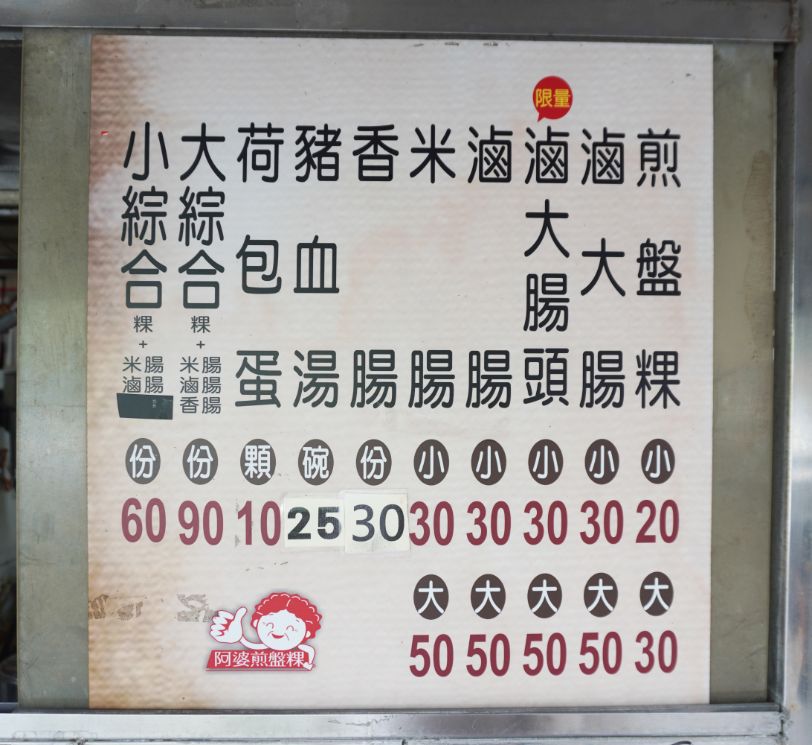 煎盤粿
小
20
大
30
滷大腸
小
30
大
50
限量
滷大腸頭
小
30
大
50
滷腸
小
30
大
50
米腸
小
30
大
50
香腸
份
30
豬血湯
碗
25
荷包蛋
顆
10
大綜合
粿
+
米腸
滷腸
香腸
份
90
小綜合
粿
+
米腸
滷腸
份
60
阿婆煎盤粿